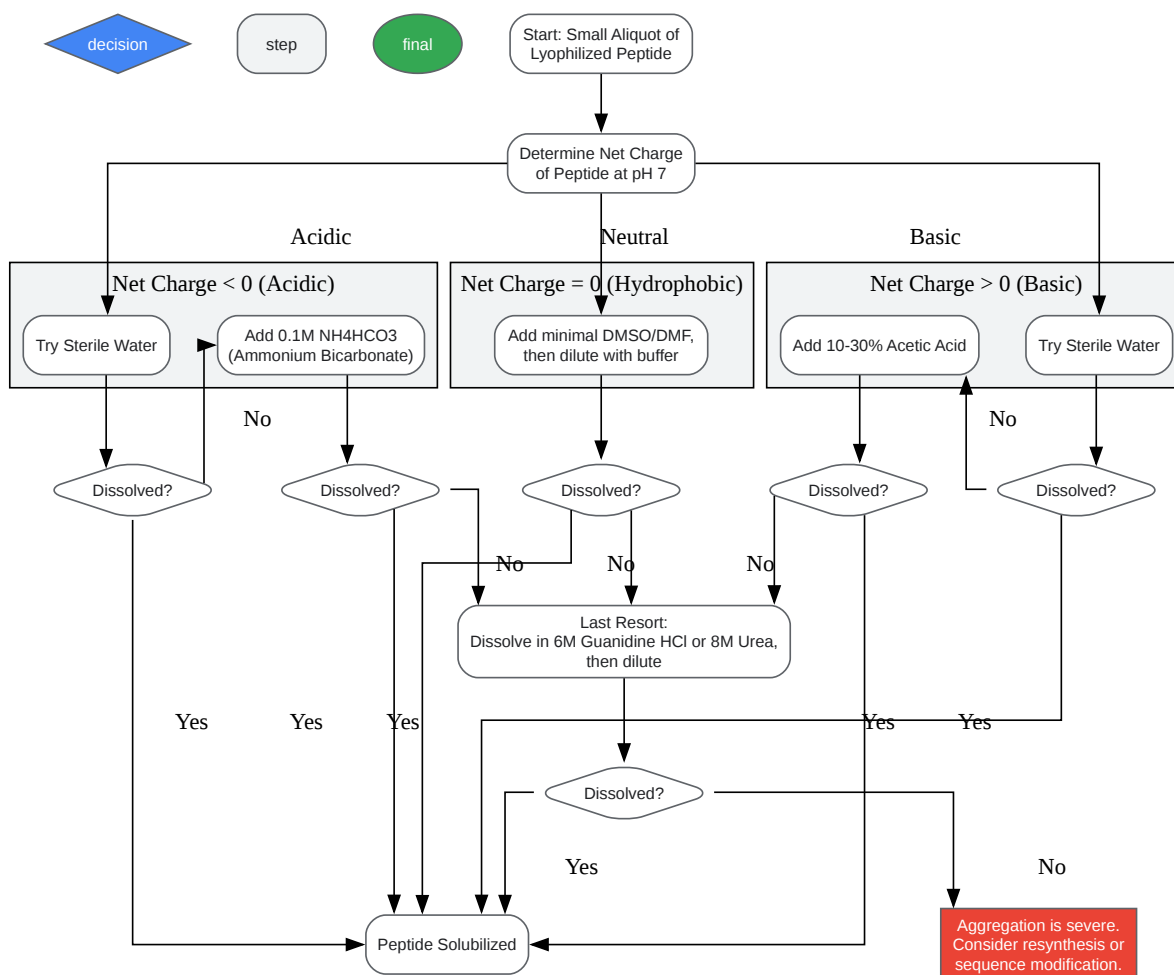 decision
step
final
Start: Small Aliquot of
Lyophilized Peptide
Determine Net Charge
of Peptide at pH 7
Acidic
Neutral
Basic
Net Charge < 0 (Acidic)
Net Charge = 0 (Hydrophobic)
Net Charge > 0 (Basic)
Try Sterile Water
Add 0.1M NH4HCO3
(Ammonium Bicarbonate)
Add minimal DMSO/DMF,
then dilute with buffer
Add 10-30% Acetic Acid
Try Sterile Water
No
No
Dissolved?
Dissolved?
Dissolved?
Dissolved?
Dissolved?
No
No
No
Last Resort:
Dissolve in 6M Guanidine HCl or 8M Urea,
then dilute
Yes
Yes
Yes
Yes
Yes
Dissolved?
Yes
No
Peptide Solubilized
Aggregation is severe.
Consider resynthesis or
sequence modification.